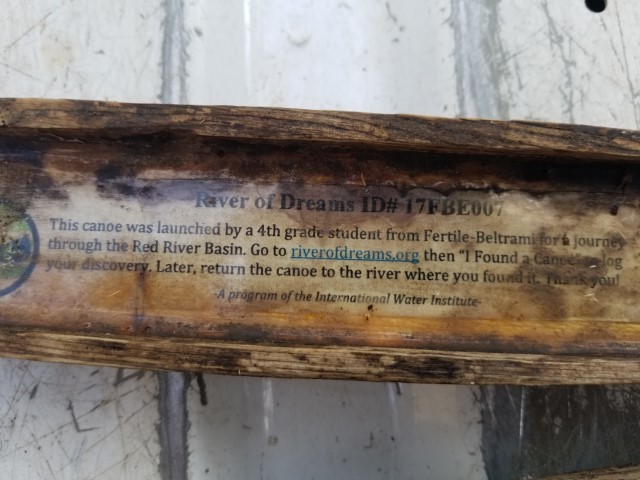 River of Dreams ID# 17FBE007
This canoe was launched by a 4th grade student from Fertile-Beltrami for a journey
through the Red River Basin. Go to riverofdreams.org then "I Found a Canoe" to log
your discovery. Later, return the canoe to the river where you found it. Thank you!
-A program of the International Water Institute-